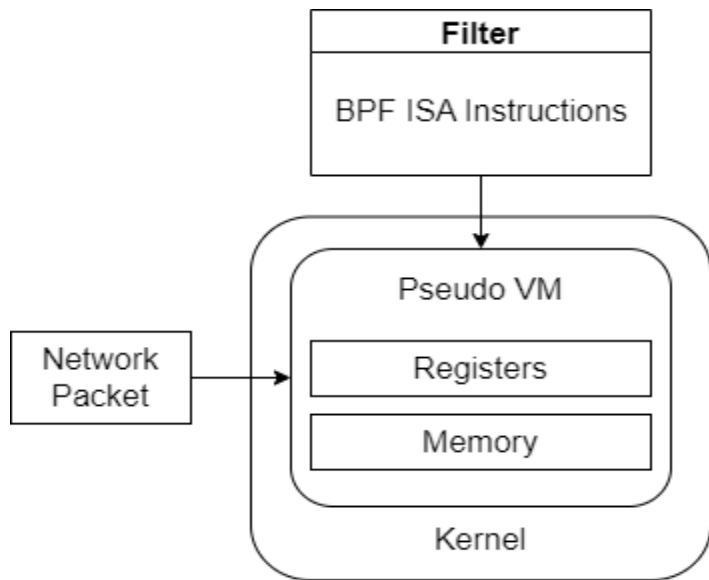 Filter
BPF ISA Instructions
Pseudo VM
Network
Packet
Registers
Memory
Kernel